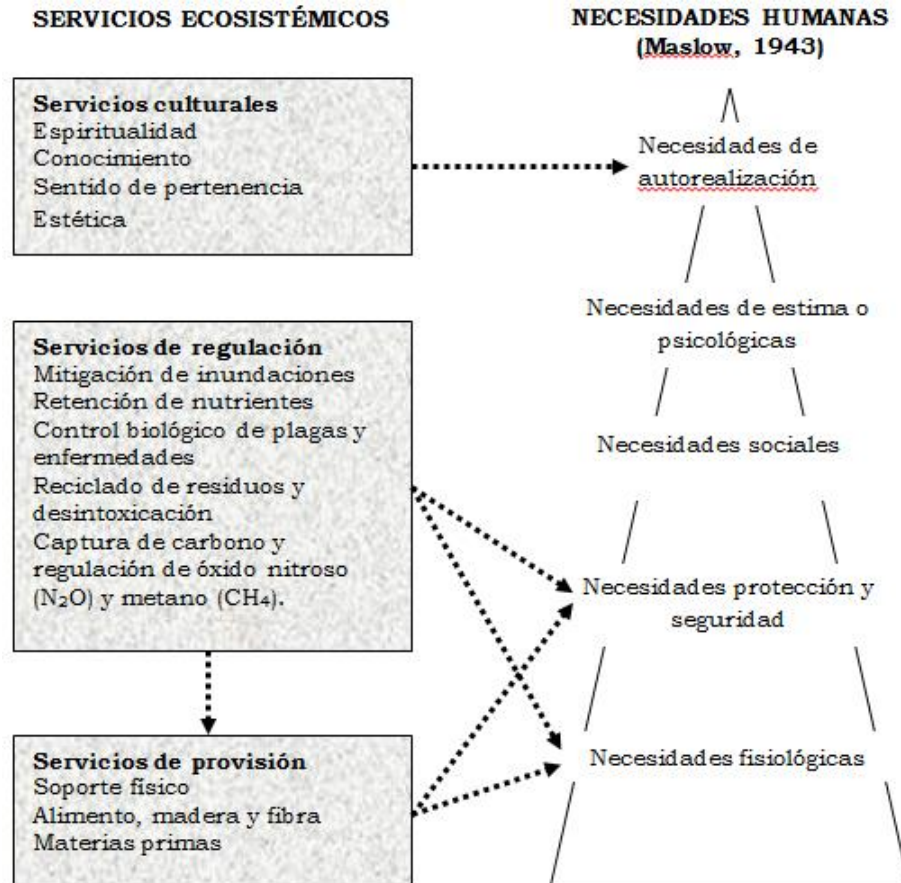 SERVICIOS ECOSISTÉMICOS
NECESIDADES HUMANAS
(Maslow, 1943)
Servicios culturales
Espiritualidad
Conocimiento
Sentido de pertenencia
Estética
Necesidades de
autorealización
Necesidades de estima o
psicológicas
Servicios de regulación
Mitigación de inundaciones
Retención de nutrientes
Control biológico de plagas y
enfermedades
Reciclado de residuos y
desintoxicación
Captura de carbono y
regulación de óxido nitroso
(N₂O) y metano (CH₄).
Necesidades sociales
Necesidades protección y
seguridad
Servicios de provisión
Soporte físico
Alimento, madera y fibra
Materias primas
Necesidades fisiológicas